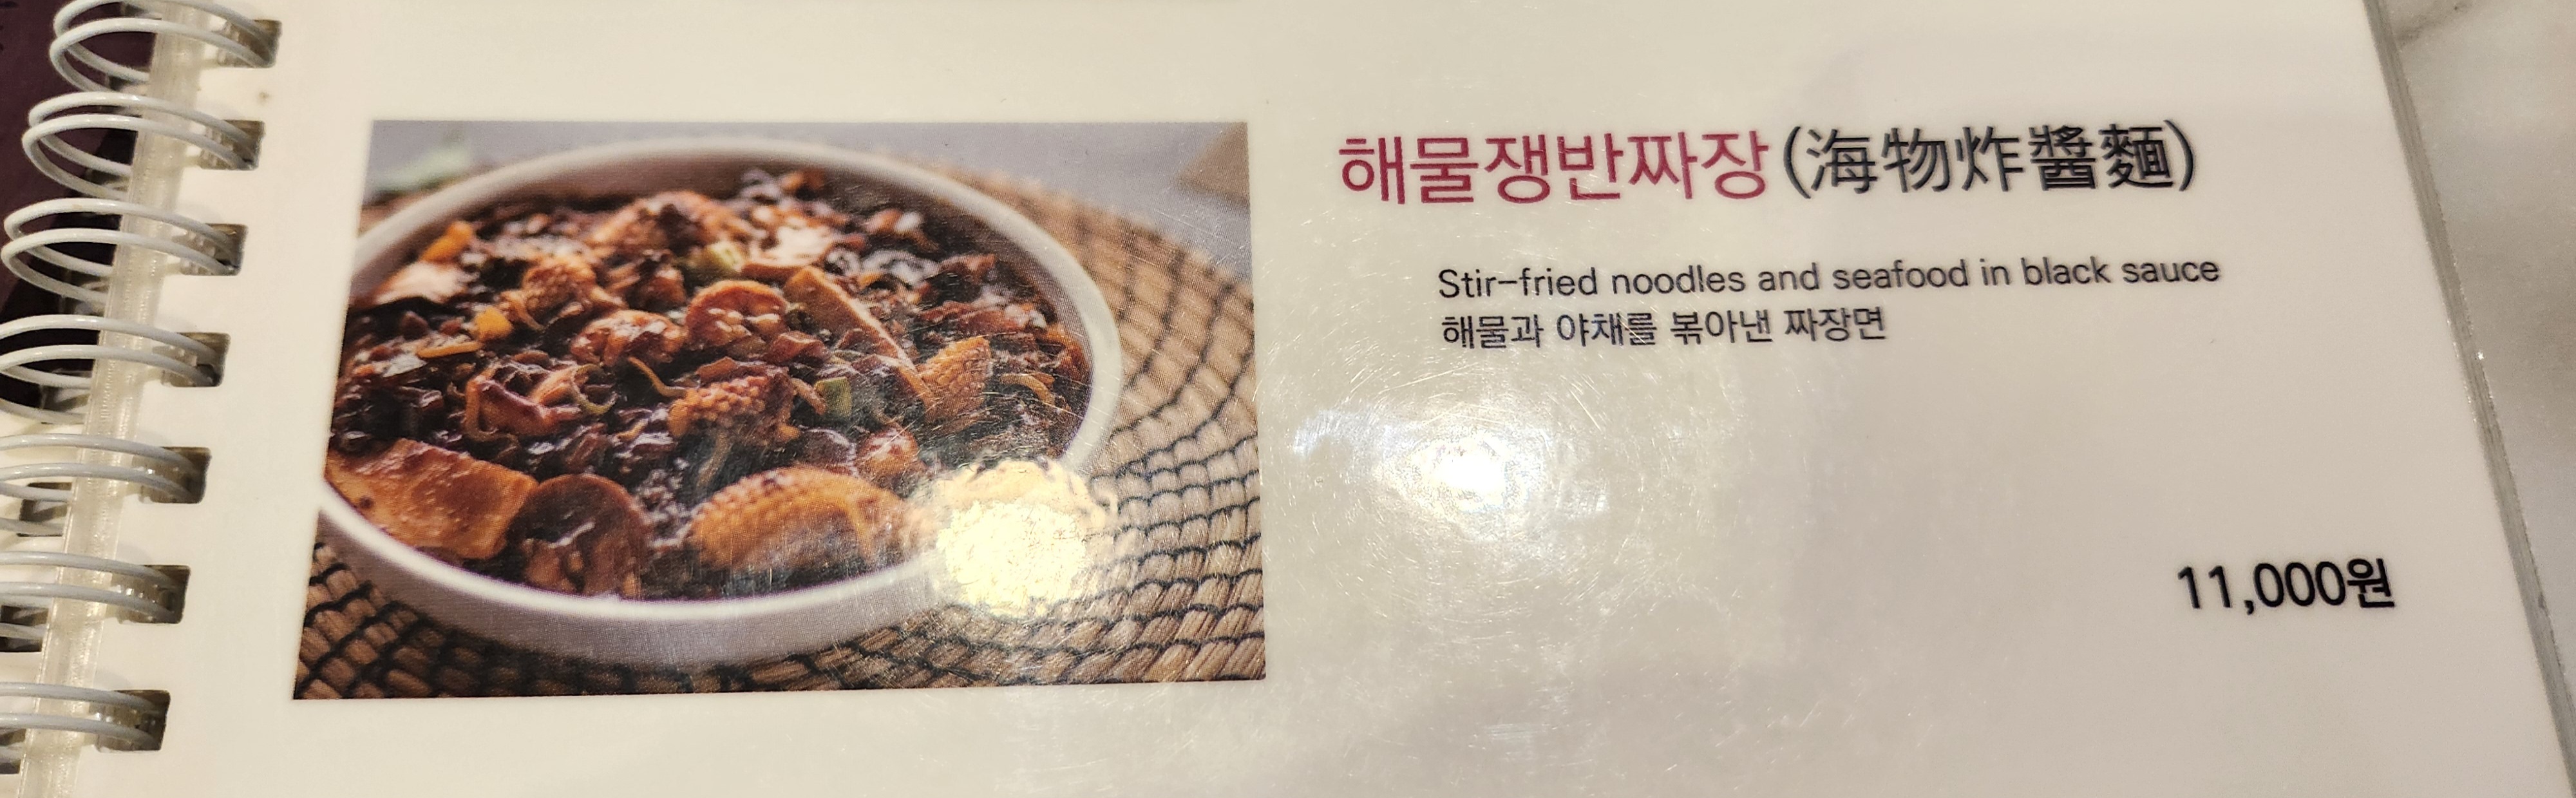 해물쟁반짜장(海物炸醬麵)
Stir-fried noodles and seafood in black sauce
해물과 야채를 볶아낸 짜장면
11,000원